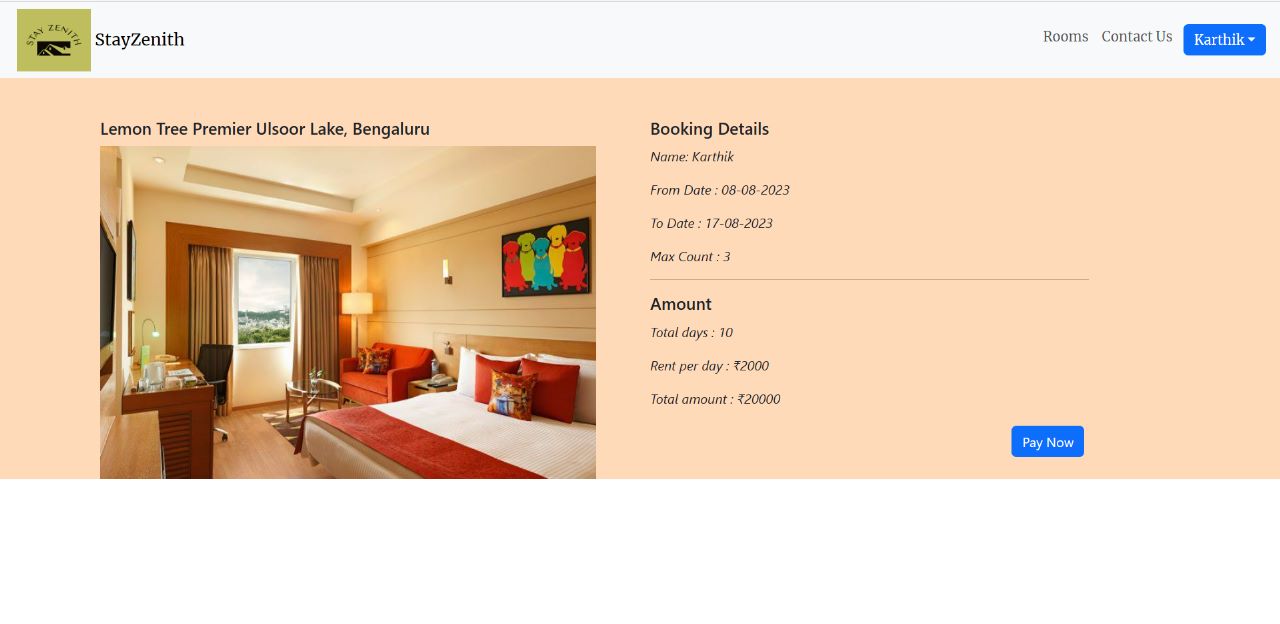 STAY ZENITH
StayZenith
Rooms
Contact Us
Karthik
Lemon Tree Premier Ulsoor Lake, Bengaluru
Booking Details
Name: Karthik
From Date : 08-08-2023
To Date : 17-08-2023
Max Count : 3
Amount
Total days : 10
Rent per day : ₹2000
Total amount : ₹20000
Pay Now